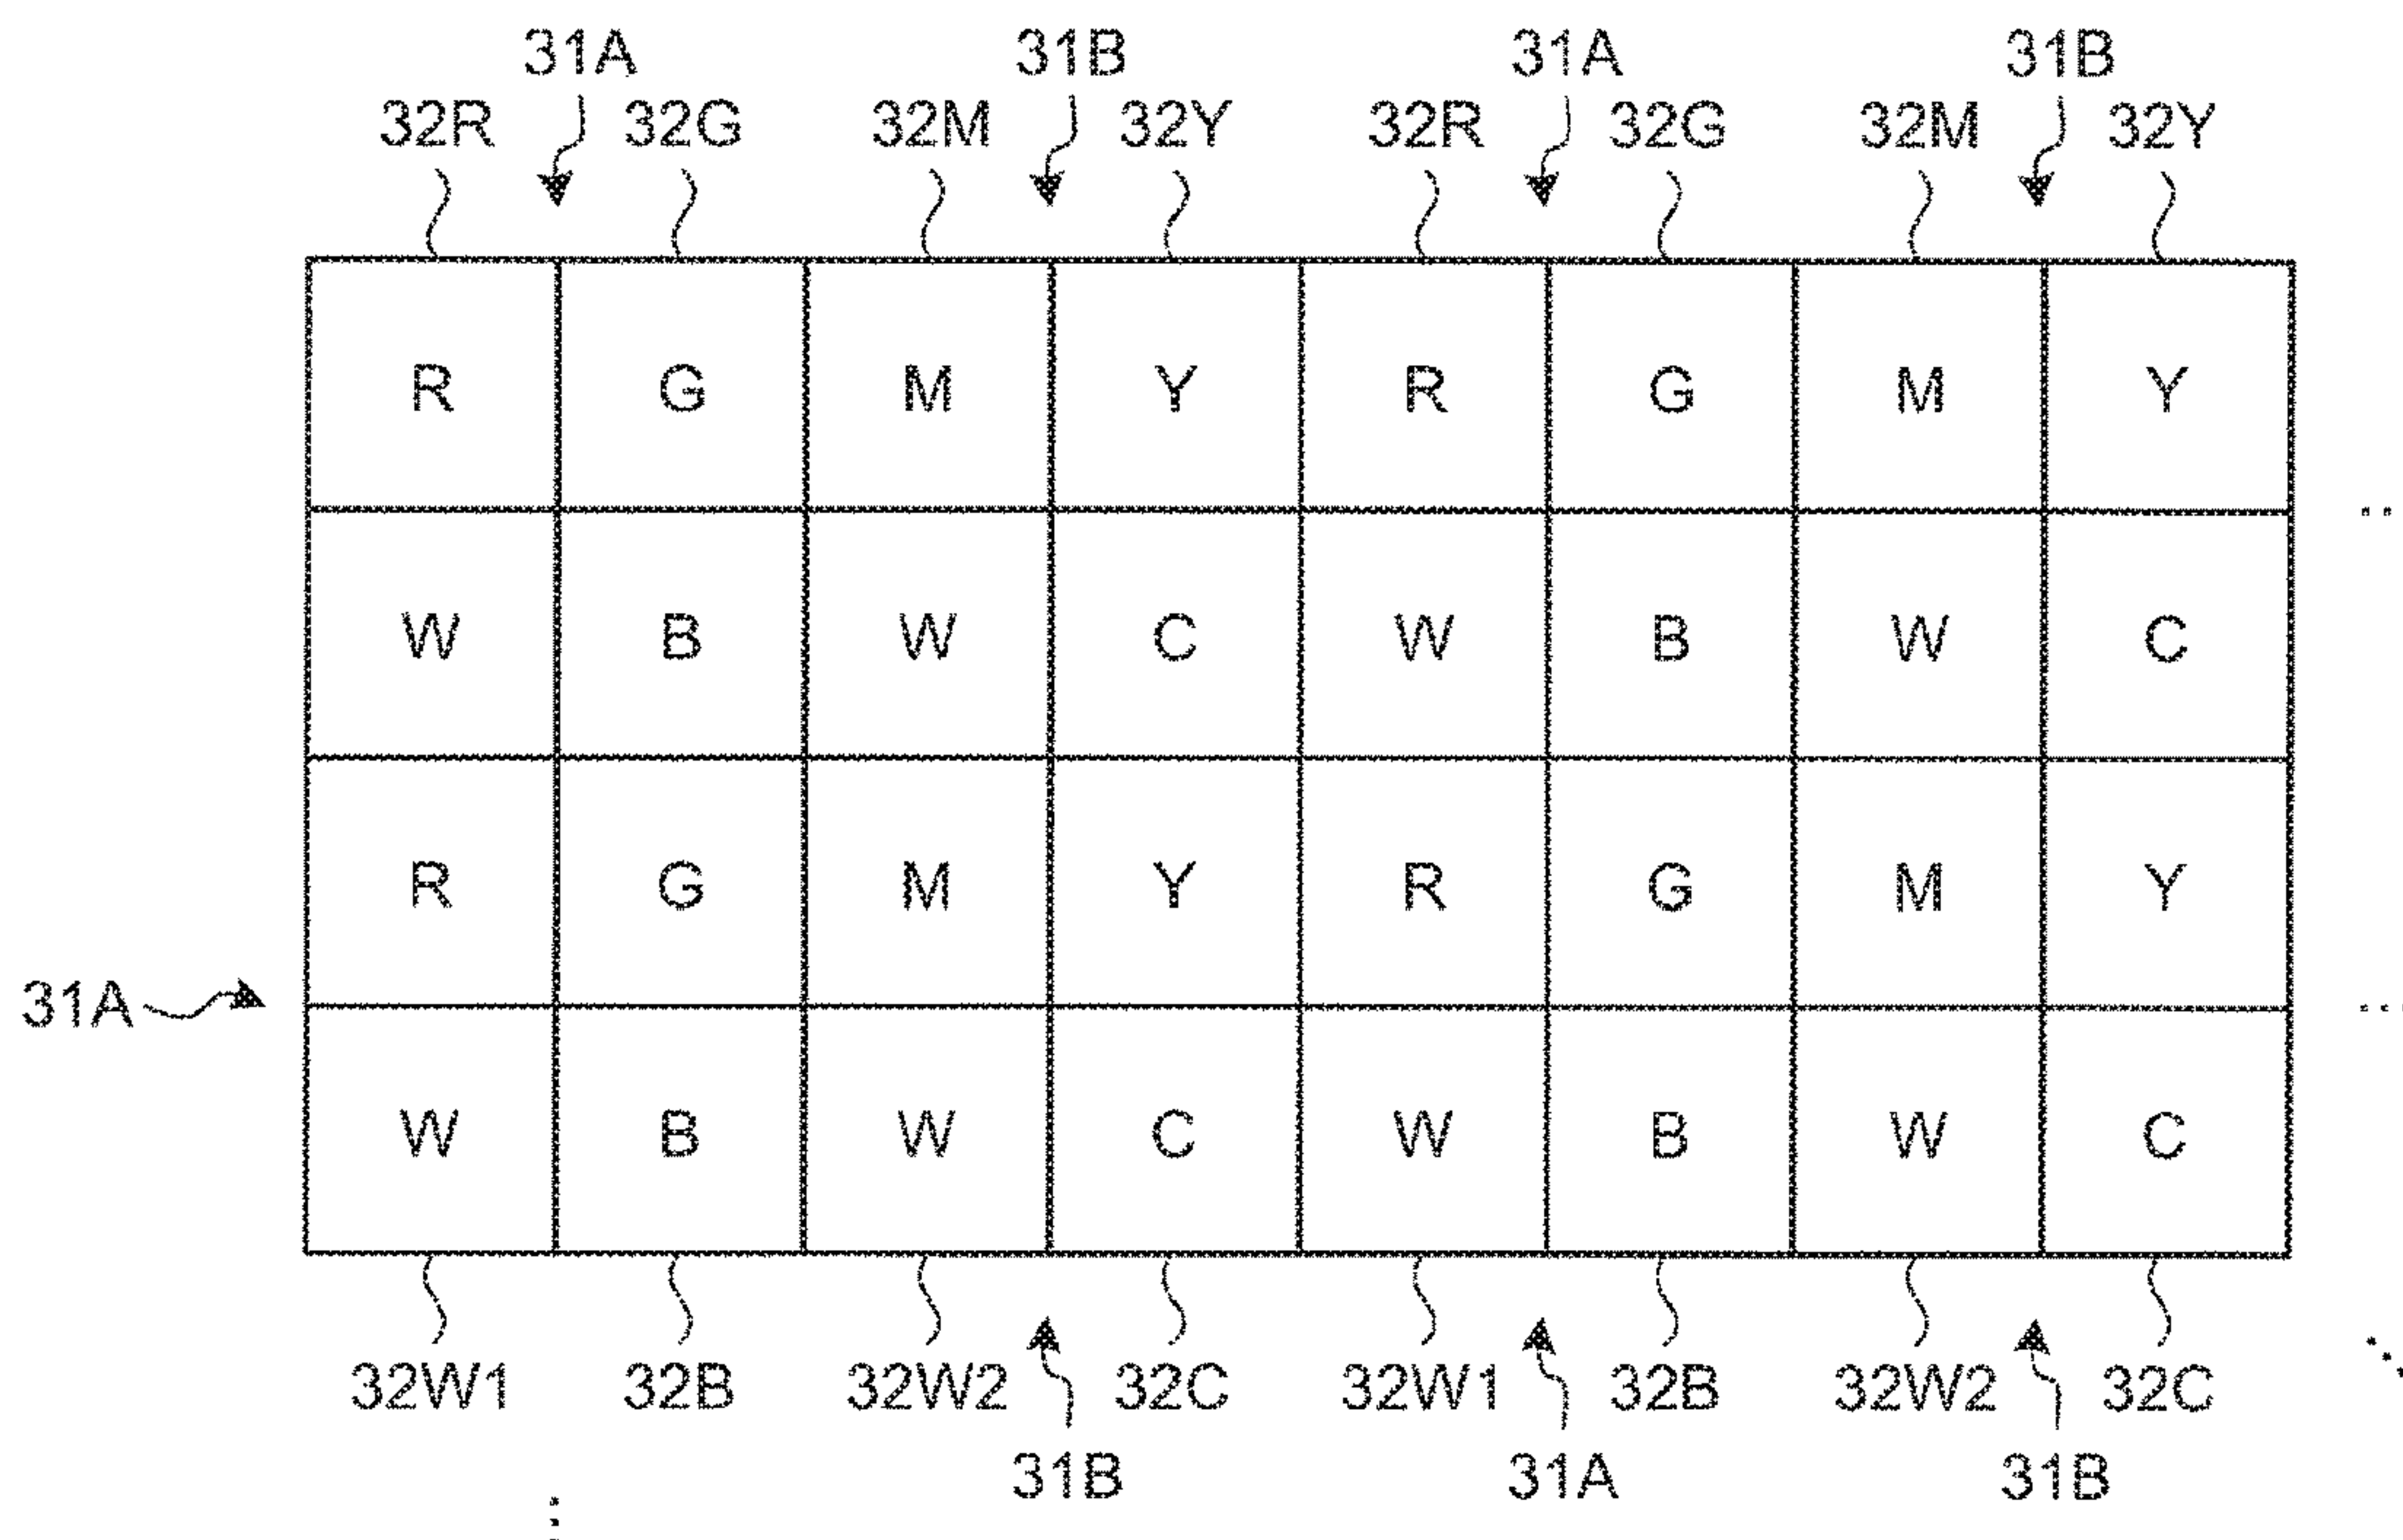 31A 31B 31A 31B
32R 32G 32M 32Y 32R 32G 32M 32Y
R G M Y R G M Y
W B W C W B W C
R G M Y R G M Y
31A
W B W C W B W C
32W1 32B 32W2 32C 32W1 32B 32W2 32C
31B 31A 31B